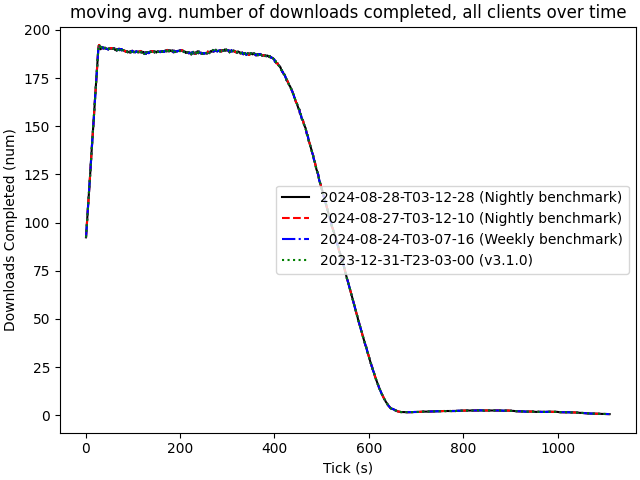 moving avg. number of downloads completed, all clients over time
200
175
150
125
100
75
50
25
0
Downloads Completed (num)
2024-08-28-T03-12-28 (Nightly benchmark)
2024-08-27-T03-12-10 (Nightly benchmark)
2024-08-24-T03-07-16 (Weekly benchmark)
2023-12-31-T23-03-00 (v3.1.0)
0 200 400 600 800 1000
Tick (s)